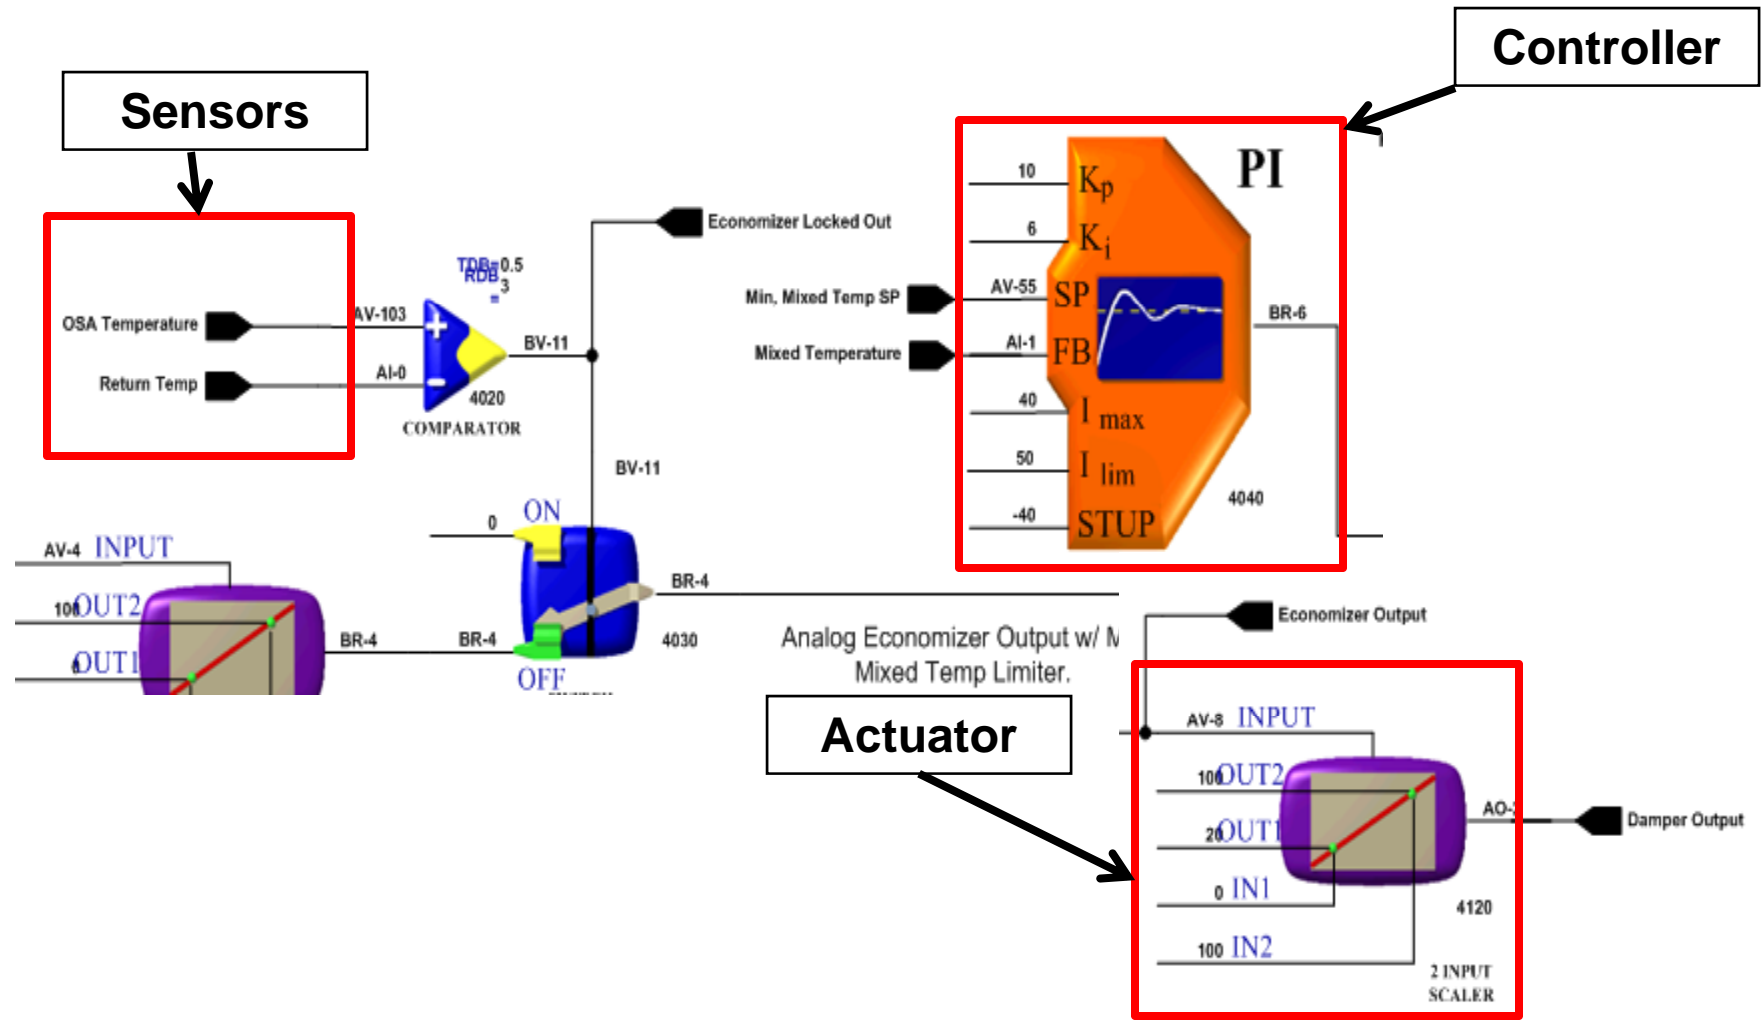 Controller
Sensors
PI
10
Kp
6
Ki
Economizer Locked Out
TDB=0.5
RDB
3
=
Min, Mixed Temp SP
AV-55
SP
BR-6
OSA Temperature
AV-103
+
BV-11
Mixed Temperature
AI-1
FB
Return Temp
AI-0
-
4020
COMPARATOR
40
I max
BV-11
50
I lim
4040
-40
STUP
0
ON
AV-4 INPUT
BR-4
100
OUT2
BR-4
BR-4
4030
OUT1
OFF
Analog Economizer Output w/
Mixed Temp Limiter.
Economizer Output
Actuator
AV-8 INPUT
100
OUT2
AO-
Damper Output
20
OUT1
0 IN1
4120
100 IN2
2 INPUT
SCALER